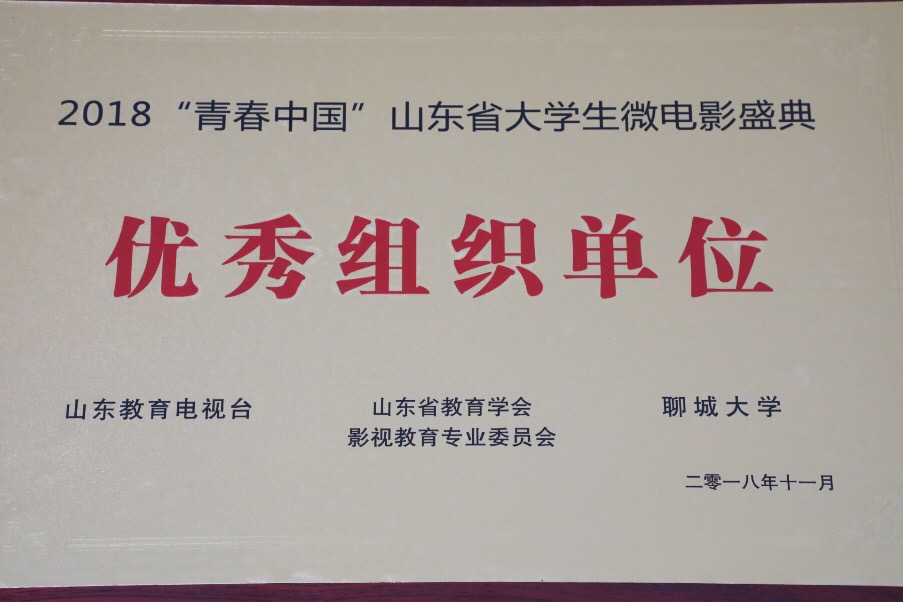 2018“青春中国”山东省大学生微电影盛典
优秀组织单位
山东教育电视台
山东省教育学会
影视教育专业委员会
聊城大学
二零一八年十一月